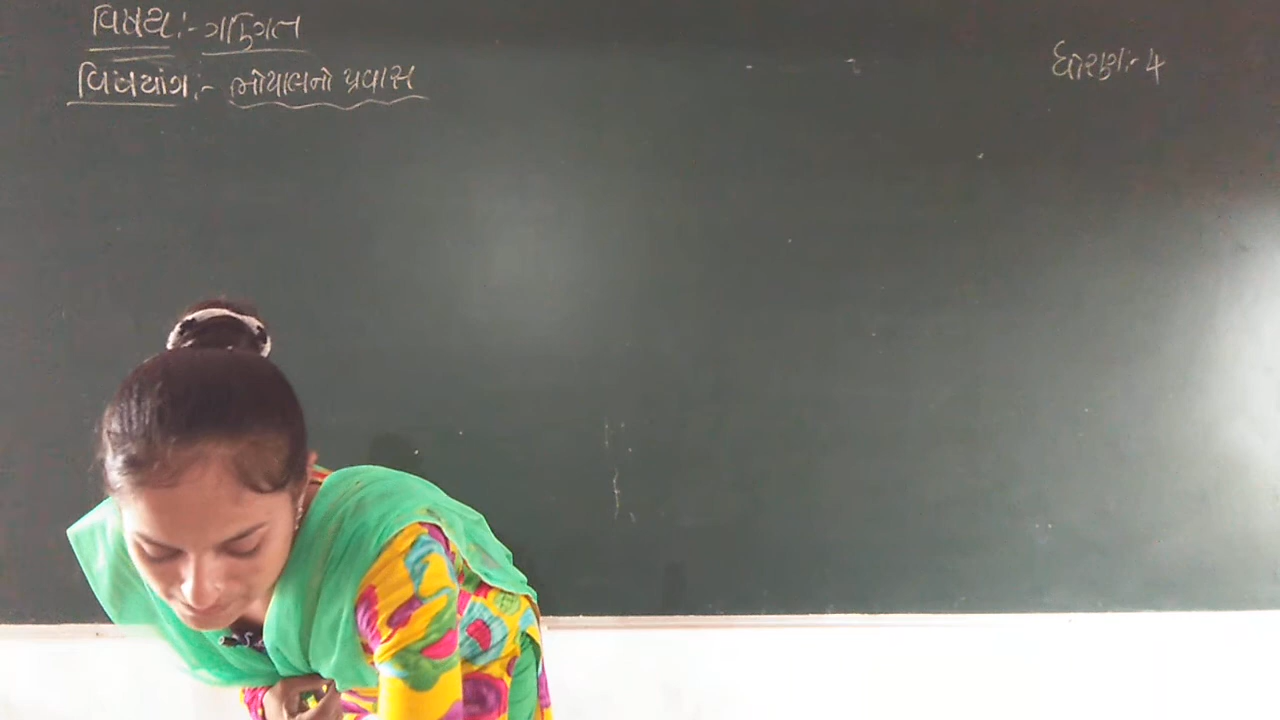 વિષય:- ગણિત
વિષયાંગ:- ભોપાલનો પ્રવાસ
ધોરણ:- 4